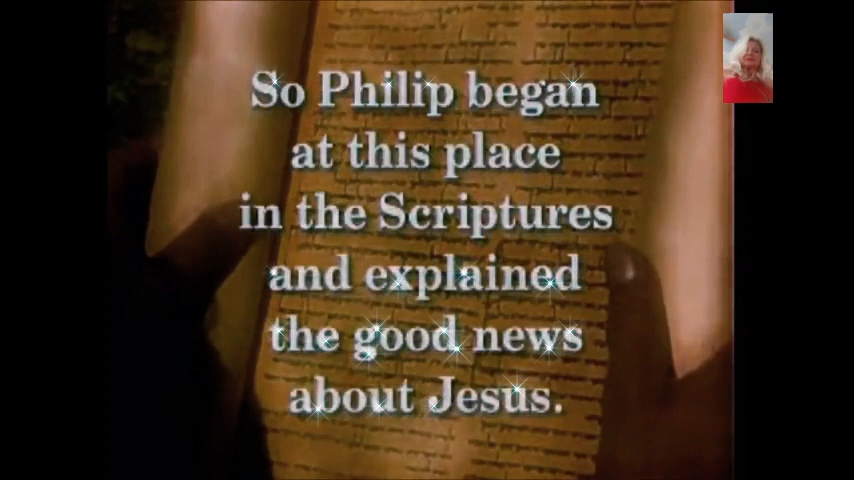 So Philip began
at this place
in the Scriptures
and explained
the good news
about Jesus.